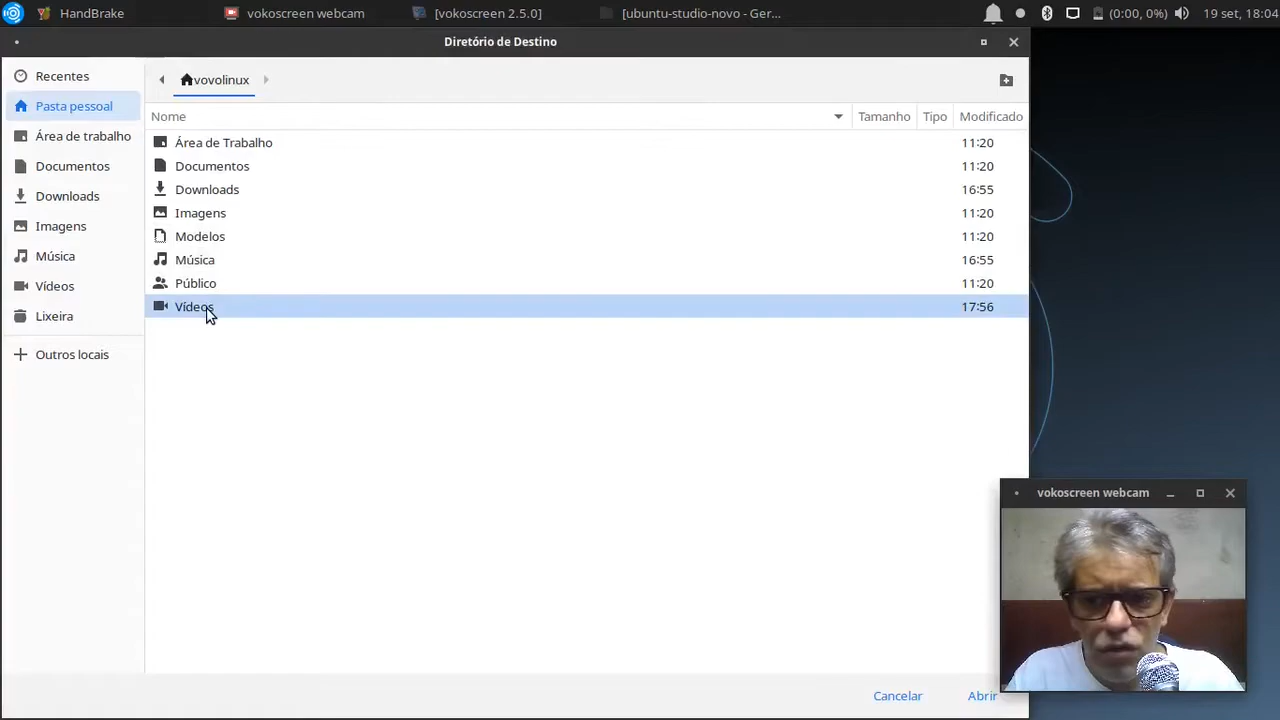 HandBrake
vokoscreen webcam
[vokoscreen 2.5.0]
[ubuntu-studio-novo - Ger...
(0:00, 0%)
19 set, 18:04
Diretório de Destino
Recentes
Pasta pessoal
Área de trabalho
Documentos
Downloads
Imagens
Música
Vídeos
Lixeira
Outros locais
vovolinux
Nome Tamanho Tipo Modificado
Área de Trabalho 11:20
Documentos 11:20
Downloads 16:55
Imagens 11:20
Modelos 11:20
Música 16:55
Público 11:20
Vídeos 17:56
Cancelar Abrir
vokoscreen webcam